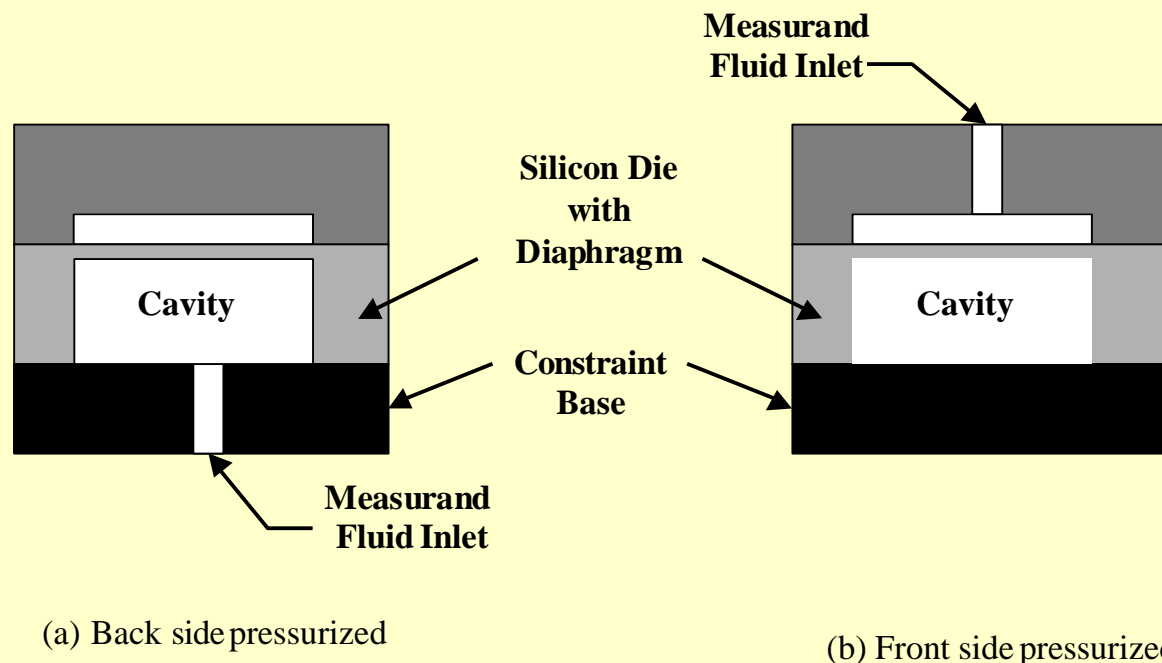 Measurand
Fluid Inlet
Silicon Die
with
Diaphragm
Cavity
Cavity
Constraint
Base
Measurand
Fluid Inlet
(a) Back side pressurized
(b) Front side pressurized